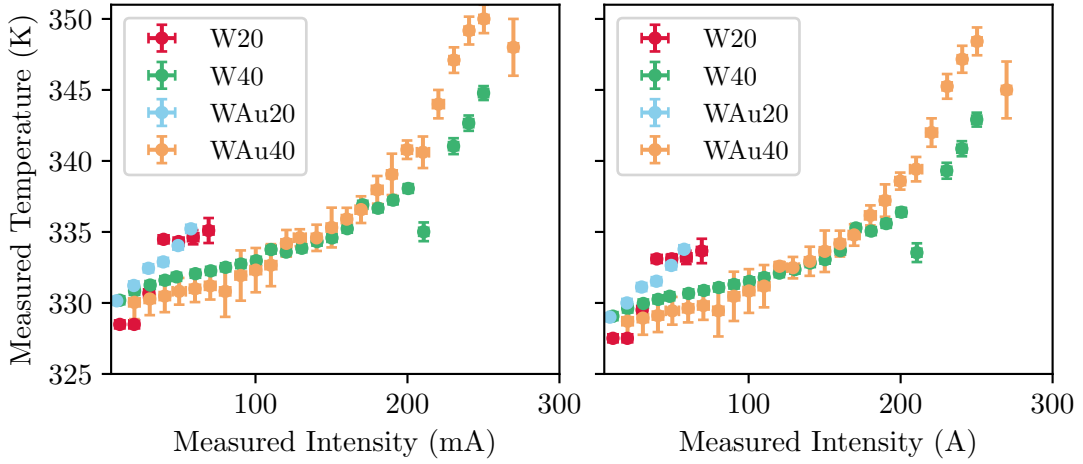 Measured Temperature (K)
350
345
340
335
330
325
W20
W40
WAu20
WAu40
100
200
300
Measured Intensity (mA)
W20
W40
WAu20
WAu40
100
200
300
Measured Intensity (A)